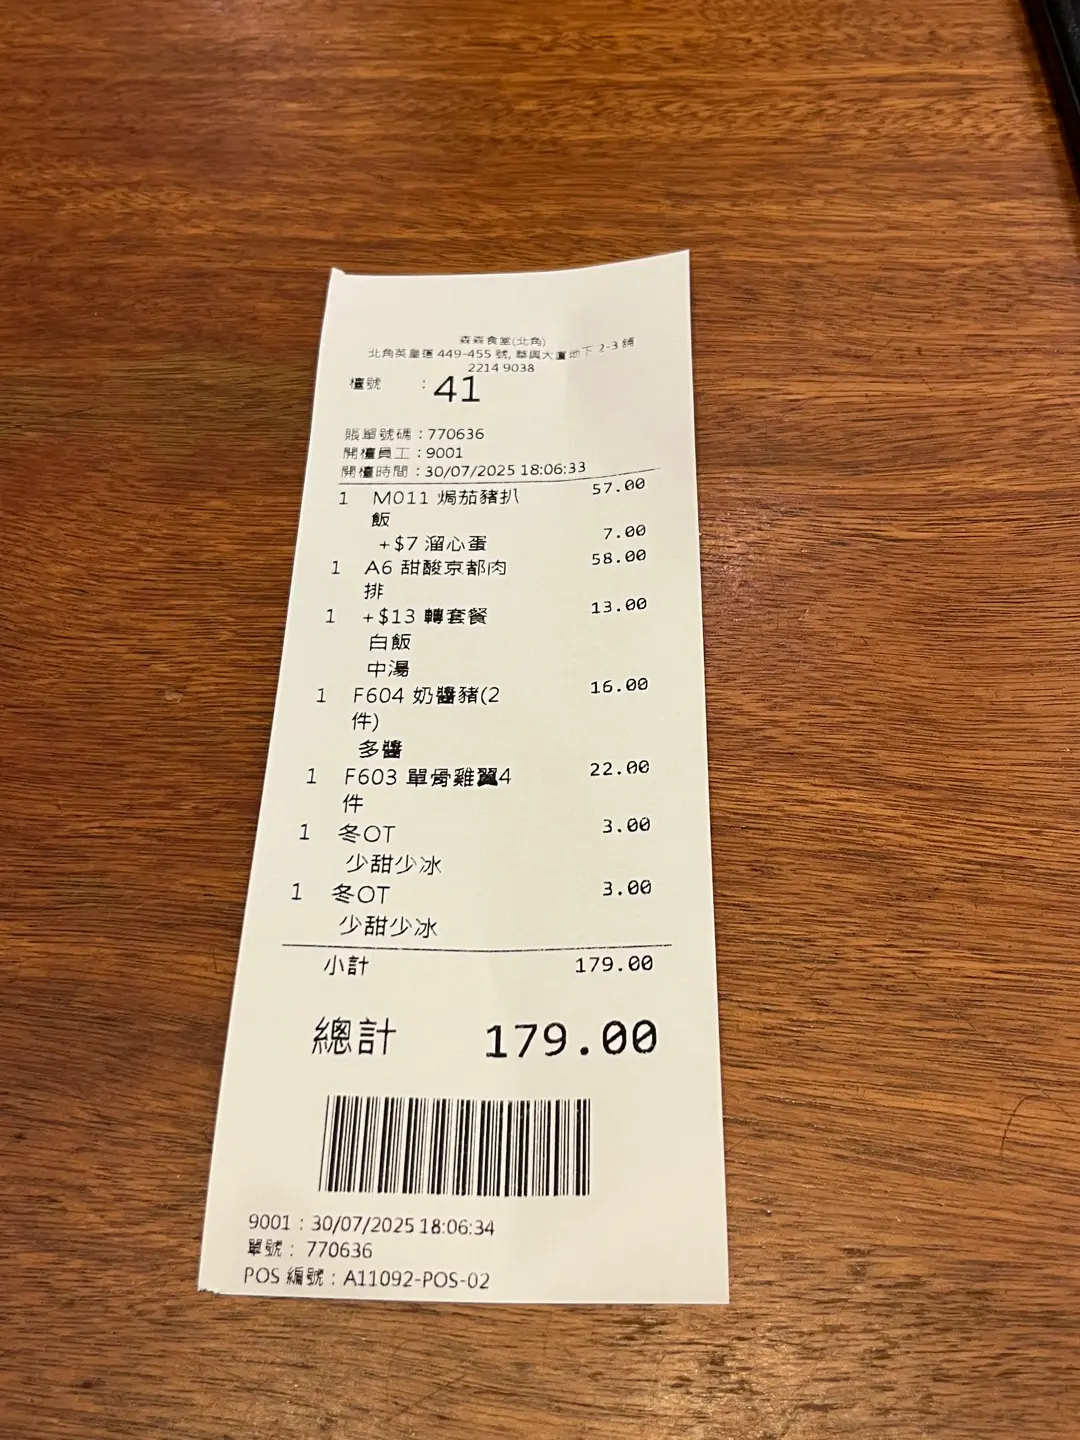 森森食堂(北角)
北角英皇道 449-455 號, 華興大廈地下 2-3 舖
2214 9038
檯號 : 41
賬單號碼 : 770636
開檯員工 : 9001
開檯時間 : 30/07/2025 18:06:33
1 M011 焗茄豬扒 57.00
飯
+$7 溜心蛋 7.00
1 A6 甜酸京都肉 58.00
排
1 +$13 轉套餐 13.00
白飯
中湯
1 F604 奶醬豬(2 16.00
件)
多醬
1 F603 單骨雞翼4 22.00
件
1 冬OT 3.00
少甜少冰
1 冬OT 3.00
少甜少冰
小計 179.00
總計 179.00
9001 : 30/07/2025 18:06:34
單號 : 770636
POS 編號 : A11092-POS-02